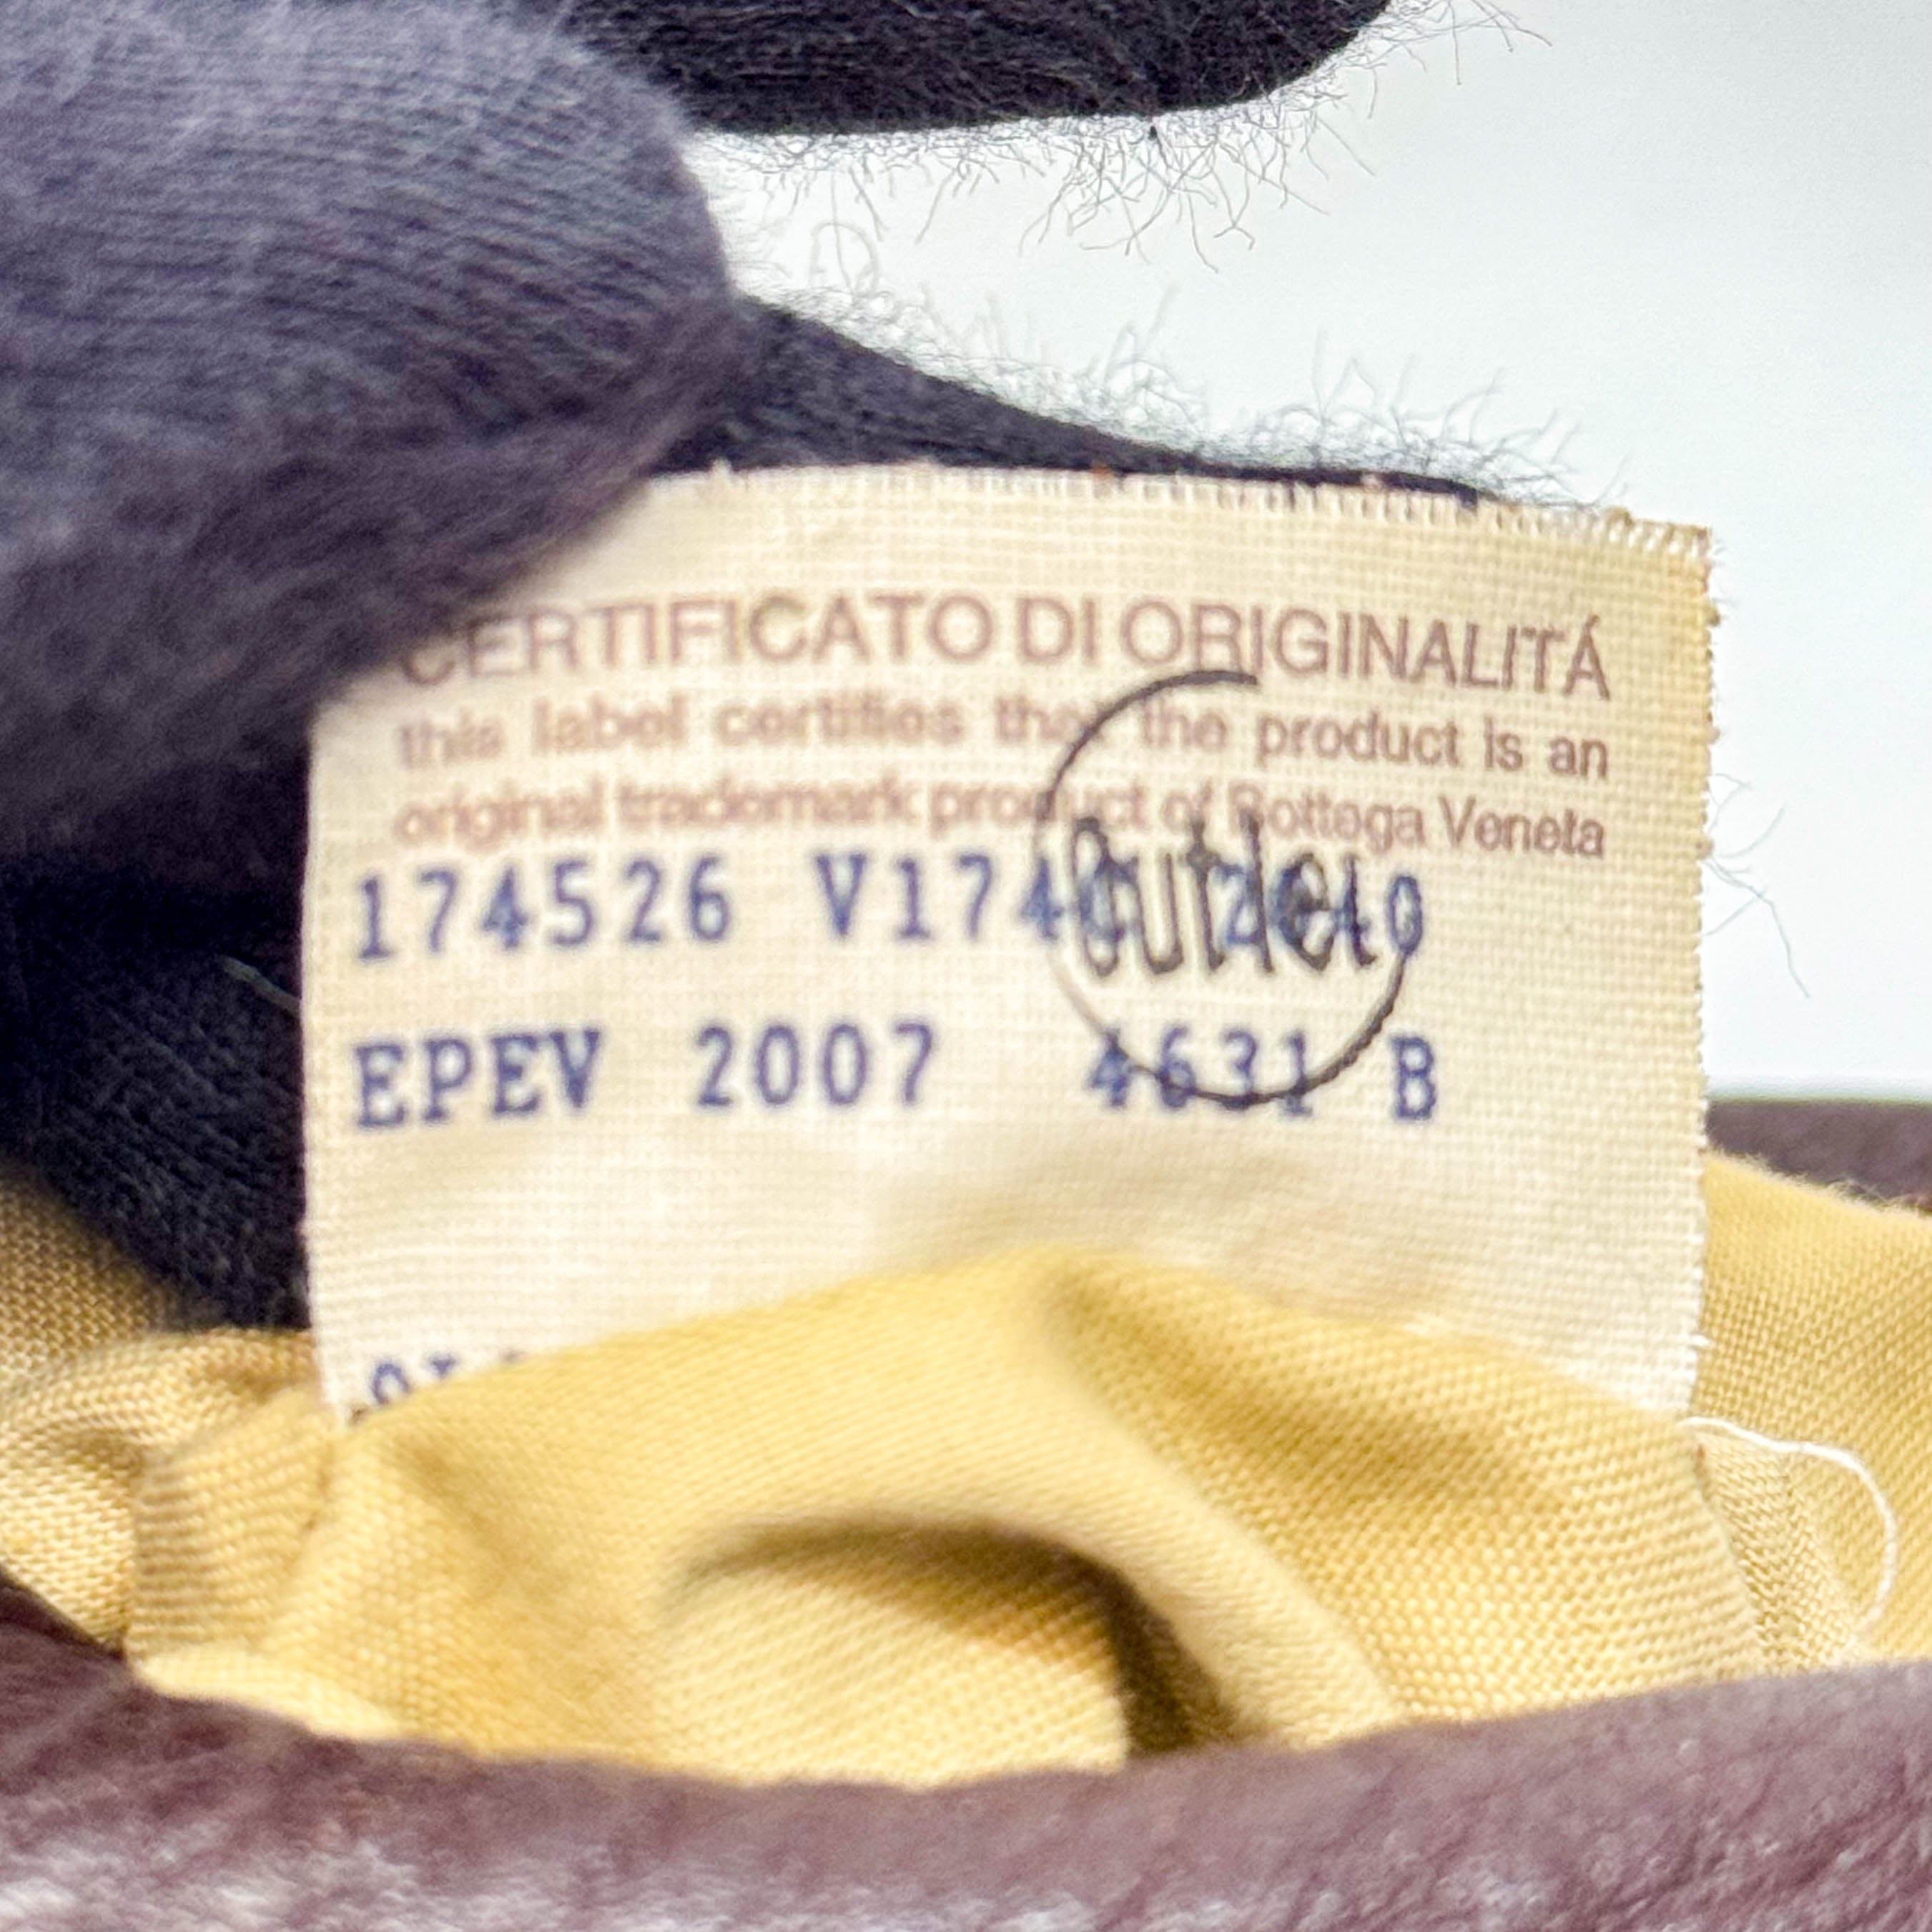 CERTIFICATO DI ORIGINALITÁ
this label certifies that the product is an
original trademark product of Bottega Veneta
174526
Outlet
EPEV 2007 4631 B